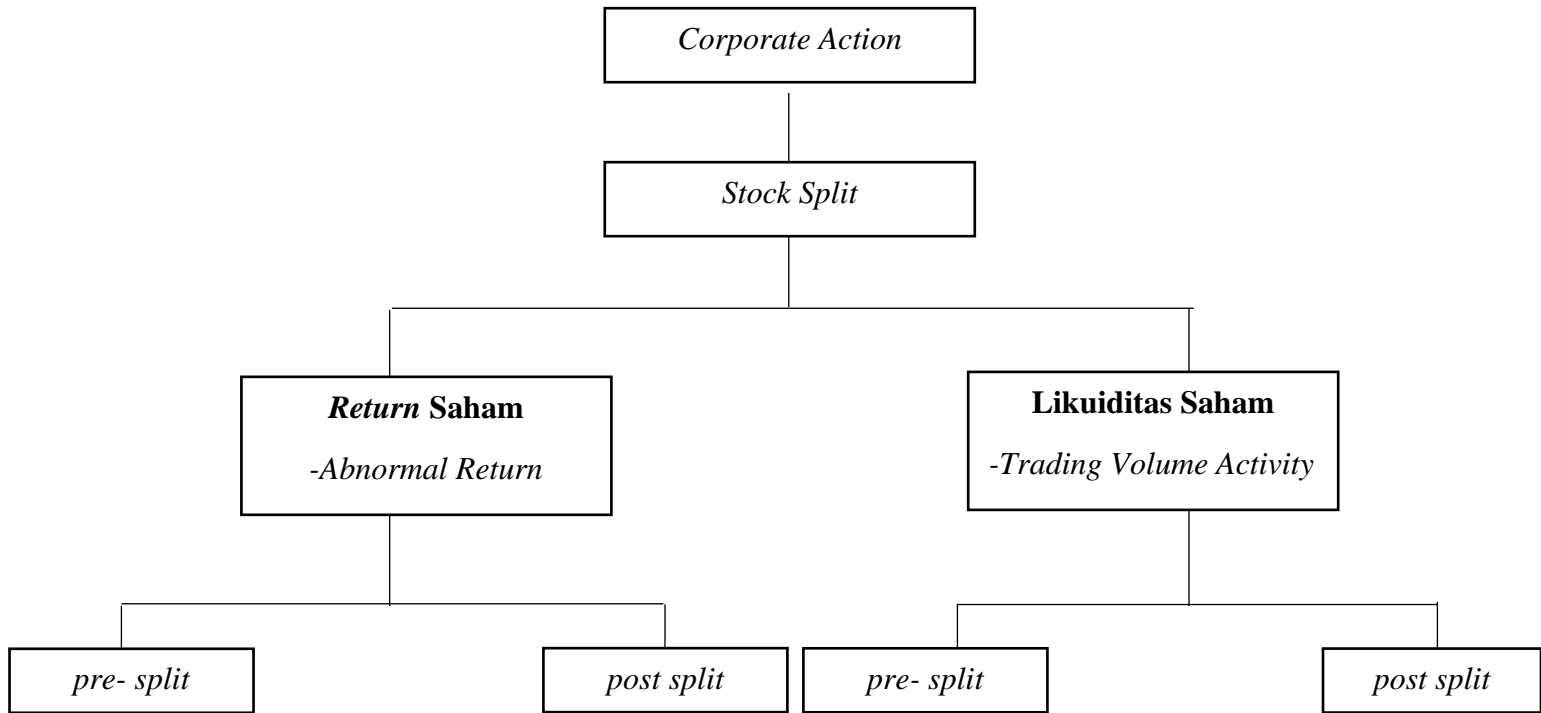 Corporate Action
Stock Split
Return Saham
-Abnormal Return
Likuiditas Saham
-Trading Volume Activity
pre- split
post split
pre- split
post split